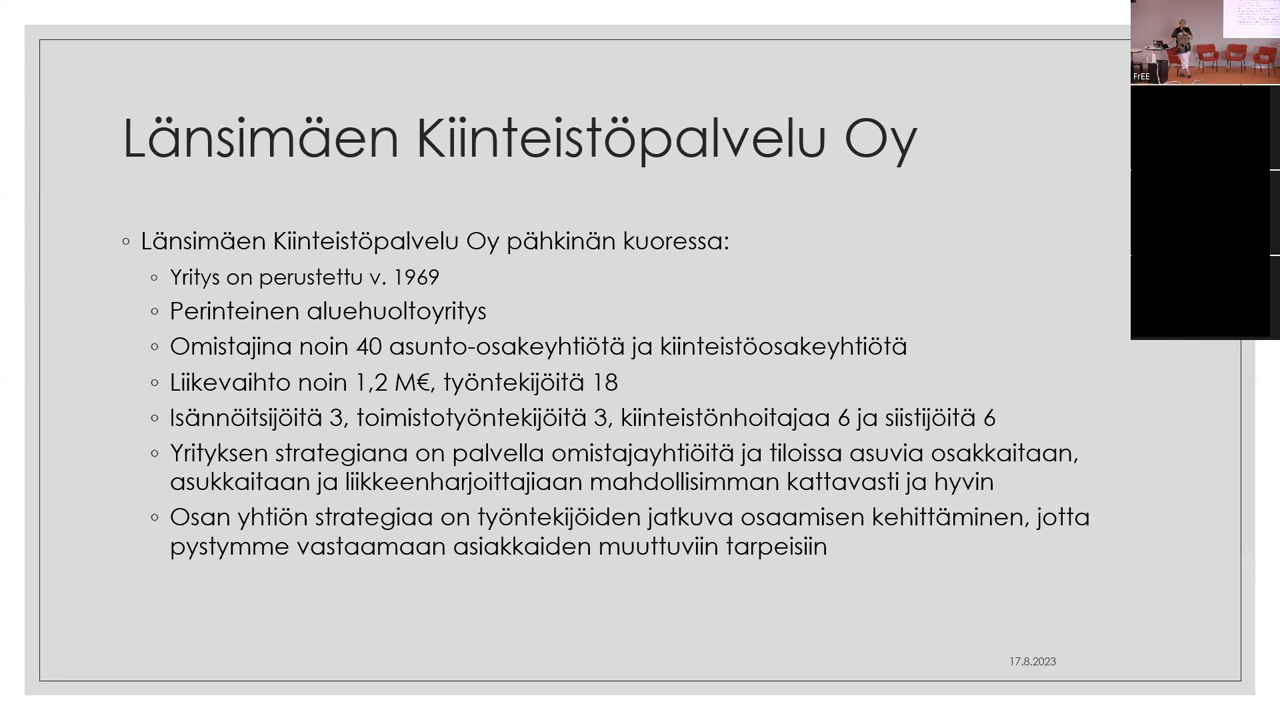 Länsimäen Kiinteistöpalvelu Oy
Länsimäen Kiinteistöpalvelu Oy pähkinän kuoressa:
Yritys on perustettu v. 1969
Perinteinen aluehuoltoyritys
Omistajina noin 40 asunto-osakeyhtiötä ja kiinteistöosakeyhtiötä
Liikevaihto noin 1,2 M€, työntekijöitä 18
Isännöitsijöitä 3, toimistotyöntekijöitä 3, kiinteistönhoitajaa 6 ja siistijöitä 6
Yrityksen strategiana on palvella omistajayhtiöitä ja tiloissa asuvia osakkaitaan,
asukkaitaan ja liikkeenharjoittajiaan mahdollisimman kattavasti ja hyvin
Osan yhtiön strategiaa on työntekijöiden jatkuva osaamisen kehittäminen, jotta
pystymme vastaamaan asiakkaiden muuttuviin tarpeisiin
17.8.2023
FrEE